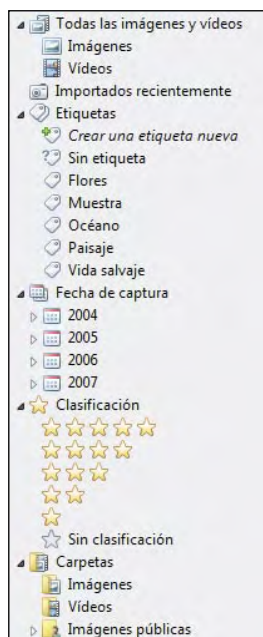 Todas las imágenes y vídeos
Imágenes
Vídeos
Importados recientemente
Etiquetas
Crear una etiqueta nueva
Sin etiqueta
Flores
Muestra
Océano
Paisaje
Vida salvaje
Fecha de captura
2004
2005
2006
2007
Clasificación
Sin clasificación
Carpetas
Imágenes
Vídeos
Imágenes públicas